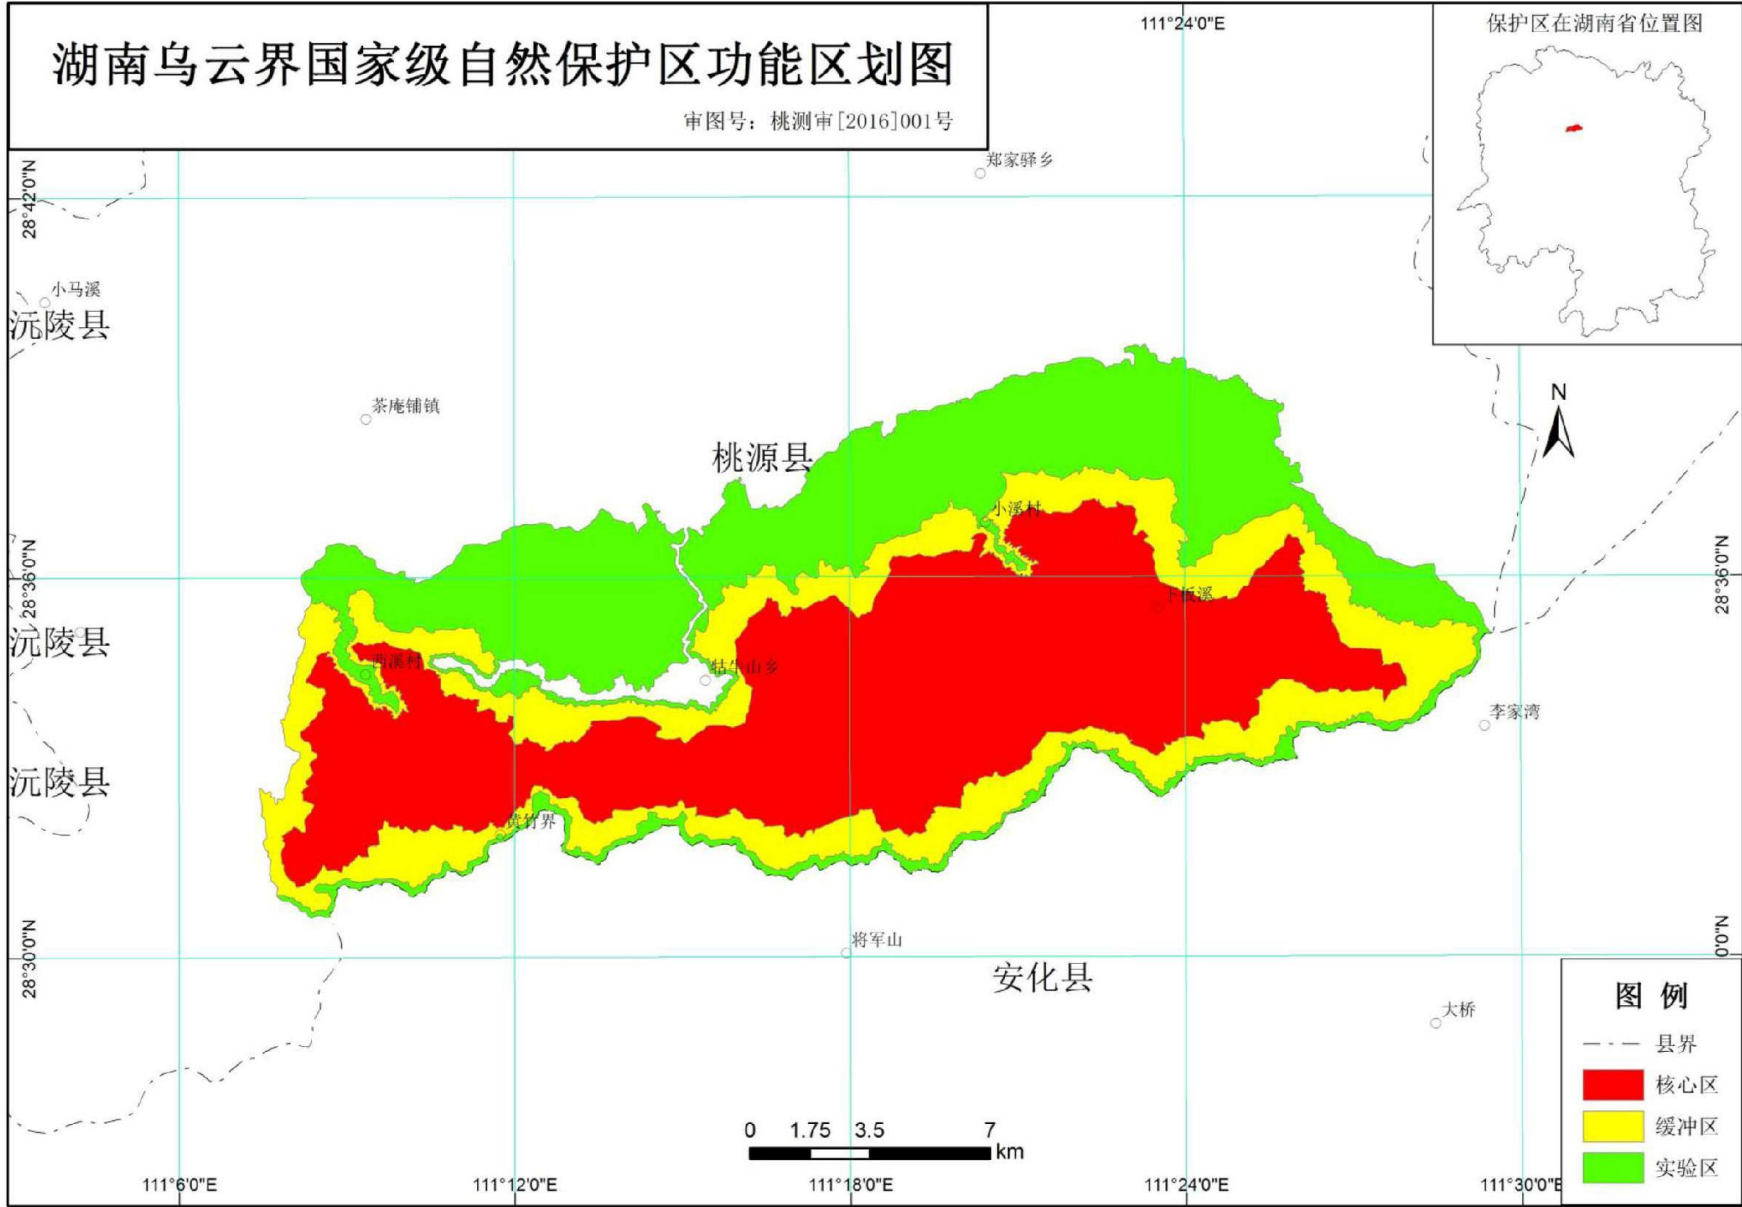 湖南乌云界国家级自然保护区功能区划图
审图号：桃测审[2016]001号
111°24'0"E
保护区在湖南省位置图
郑家驿乡
28°42'0"N
小马溪
沅陵县
N
茶庵铺镇
桃源县
小溪村
28°36'0"N
28°36'0"N
下板溪
沅陵县
西溪村
牯牛山乡
李家湾
沅陵县
黄竹界
将军山
28°30'0"N
0'0"N
安化县
大桥
图 例
县界
核心区
缓冲区
实验区
0 1.75 3.5 7
km
111°6'0"E 111°12'0"E 111°18'0"E 111°24'0"E 111°30'0"E